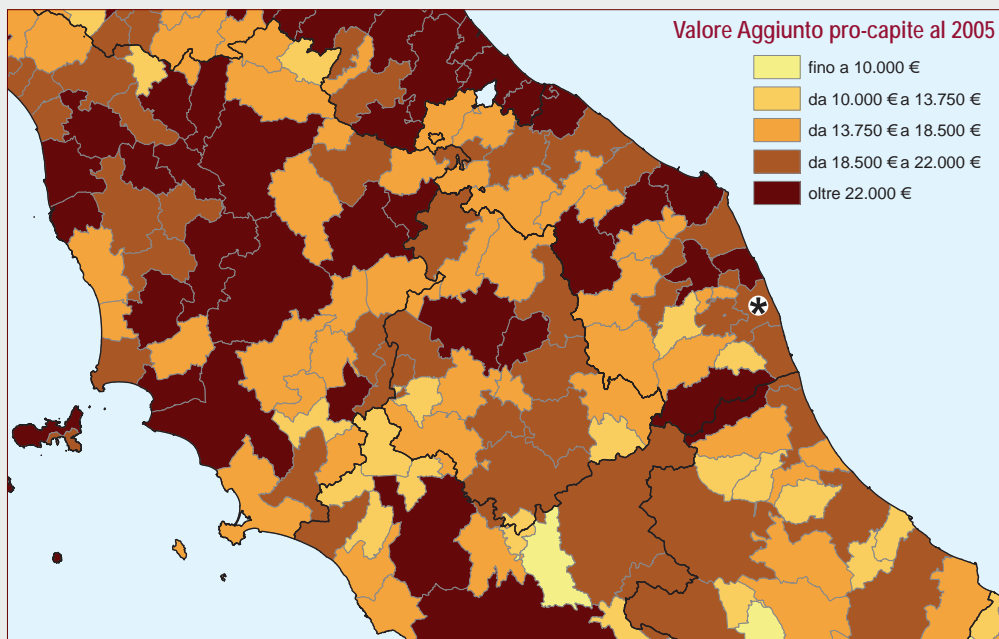 Valore Aggiunto pro-capite al 2005
fino a 10.000 €
da 10.000 € a 13.750 €
da 13.750 € a 18.500 €
da 18.500 € a 22.000 €
oltre 22.000 €
*